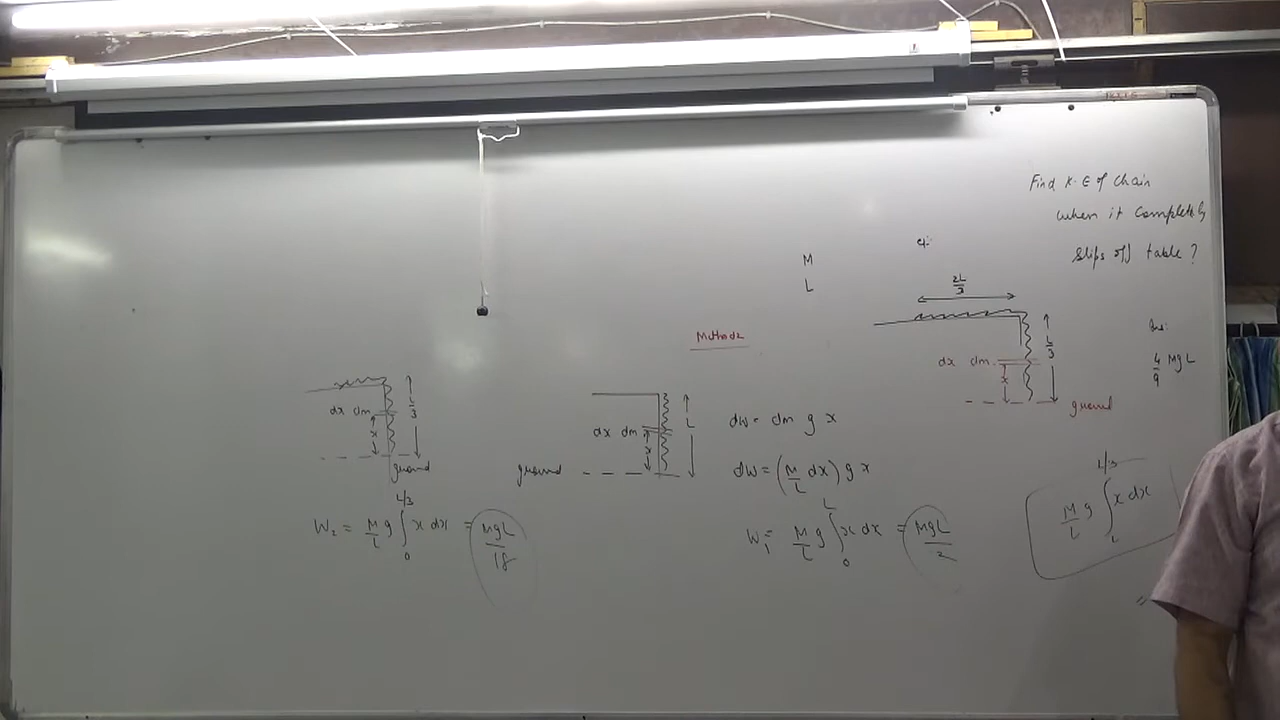 Find K.E of Chain
when it completely
slips off table ?
eg:
M
L
2L/3
Method 2
L/3
dx dm
x
ground
Ans:
4/9 MgL
dx dm
x
L/3
ground
dx dm
x
L
ground
dw = dm g x
dw = (M/L dx) g x
W₂ = M/L g ∫₀^{L/3} x dx = MgL/18
W₁ = M/L g ∫₀^{L} x dx = MgL/2
M/L g ∫_{L}^{L/3} x dx